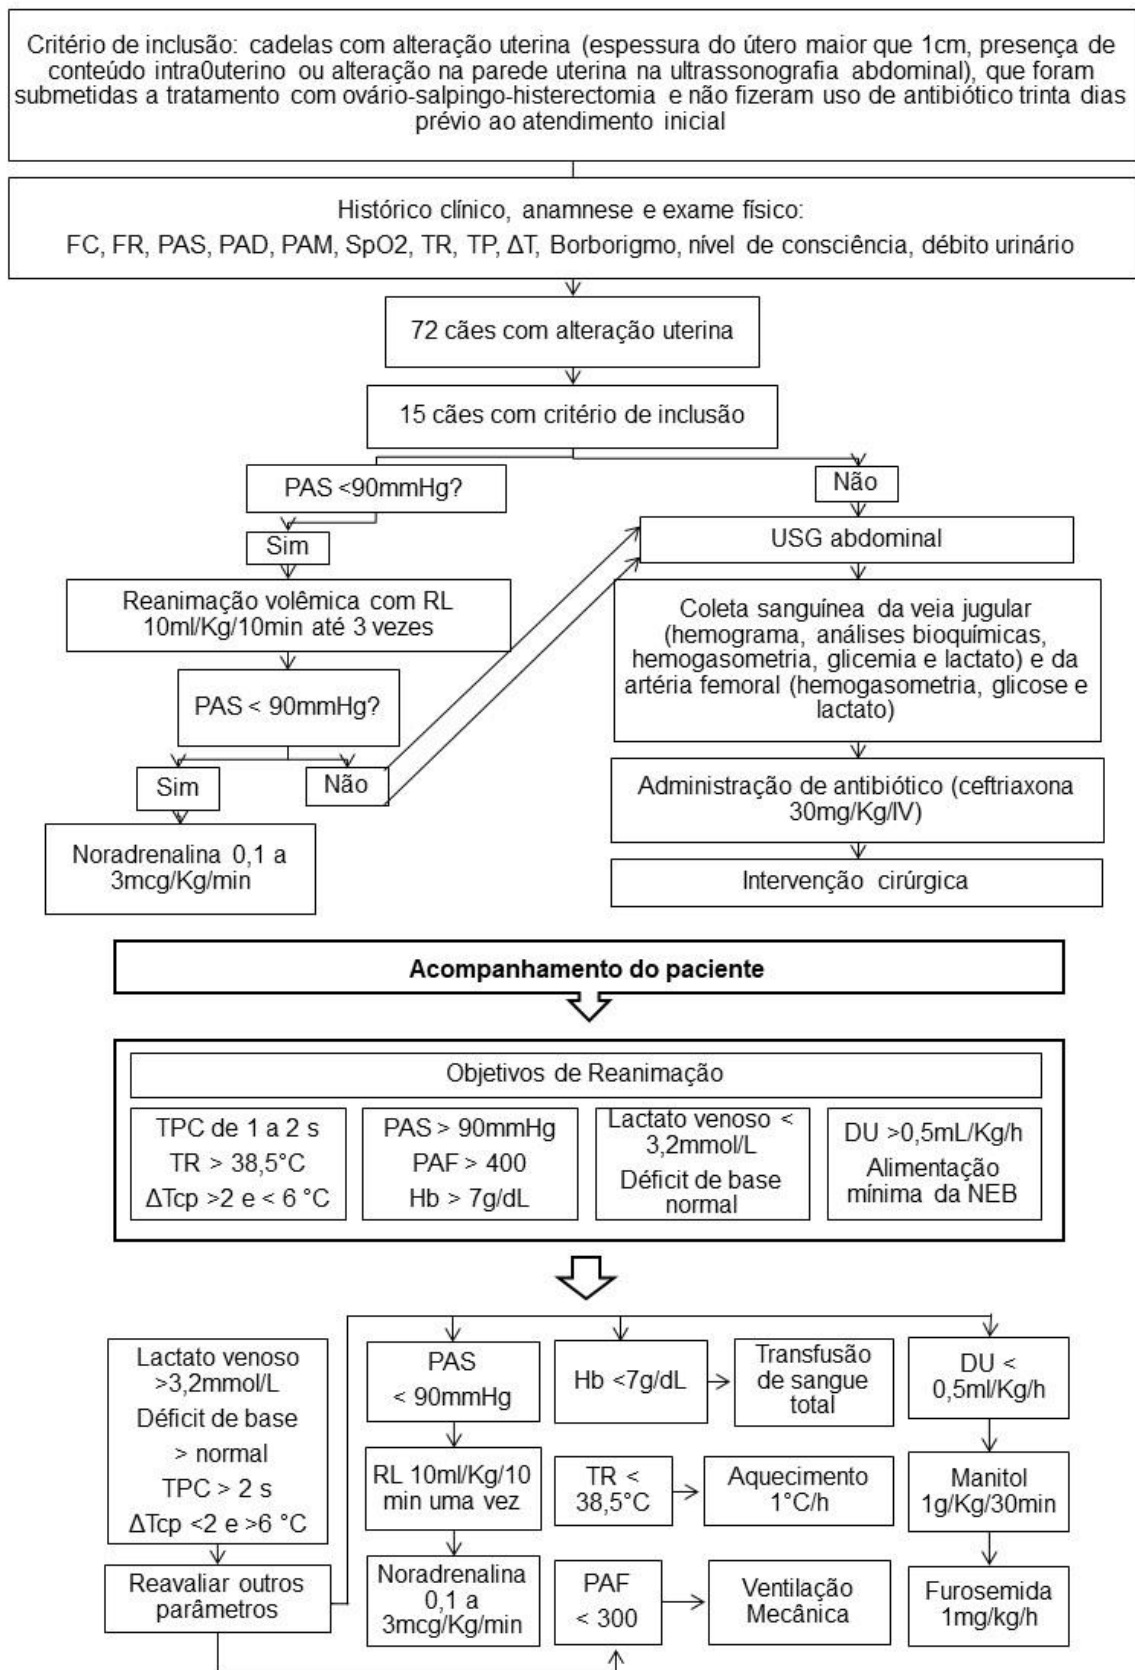 Critério de inclusão: cadelas com alteração uterina (espessura do útero maior que 1cm, presença de
conteúdo intra0uterino ou alteração na parede uterina na ultrassonografia abdominal), que foram
submetidas a tratamento com ovário-salpingo-histerectomia e não fizeram uso de antibiótico trinta dias
prévio ao atendimento inicial
Histórico clínico, anamnese e exame físico:
FC, FR, PAS, PAD, PAM, SpO2, TR, TP, ΔT, Borborigmo, nível de consciência, débito urinário
72 cães com alteração uterina
15 cães com critério de inclusão
PAS <90mmHg?
Não
Sim
USG abdominal
Reanimação volêmica com RL
10ml/Kg/10min até 3 vezes
Coleta sanguínea da veia jugular
(hemograma, análises bioquímicas,
hemogasometria, glicemia e lactato) e da
artéria femoral (hemogasometria, glicose e
lactato)
PAS < 90mmHg?
Sim
Não
Administração de antibiótico (ceftriaxona
30mg/Kg/IV)
Noradrenalina 0,1 a
3mcg/Kg/min
Intervenção cirúrgica
Acompanhamento do paciente
Objetivos de Reanimação
TPC de 1 a 2 s
TR > 38,5°C
ΔTcp >2 e < 6 °C
PAS > 90mmHg
PAF > 400
Hb > 7g/dL
Lactato venoso <
3,2mmol/L
Déficit de base
normal
DU >0,5mL/Kg/h
Alimentação
mínima da NEB
Lactato venoso
>3,2mmol/L
Déficit de base
> normal
TPC > 2 s
ΔTcp <2 e >6 °C
Reavaliar outros
parâmetros
PAS
< 90mmHg
RL 10ml/Kg/10
min uma vez
Noradrenalina
0,1 a
3mcg/Kg/min
Hb <7g/dL
Transfusão
de sangue
total
TR <
38,5°C
Aquecimento
1°C/h
PAF
< 300
Ventilação
Mecânica
DU <
0,5ml/Kg/h
Manitol
1g/Kg/30min
Furosemida
1mg/kg/h